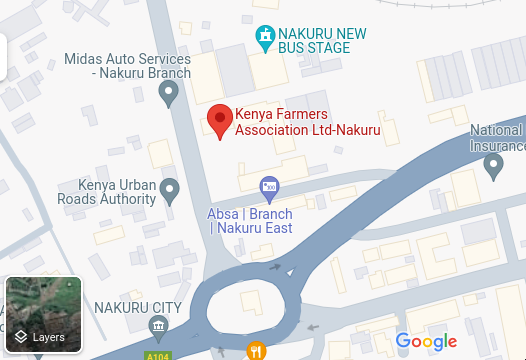 NAKURU NEW
BUS STAGE
Midas Auto Services
- Nakuru Branch
Kenya Farmers
Association Ltd-Nakuru
National
Insurance
Kenya Urban
Roads Authority
Absa | Branch
| Nakuru East
NAKURU CITY
Layers
A104
Google